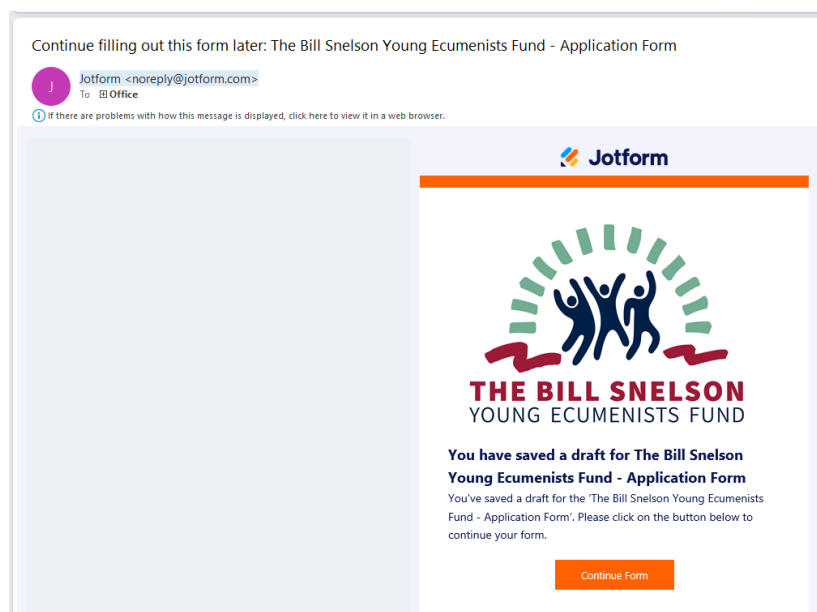 Continue filling out this form later: The Bill Snelson Young Ecumenists Fund - Application Form
J
Jotform <noreply@jotform.com>
To Office
If there are problems with how this message is displayed, click here to view it in a web browser.
Jotform
THE BILL SNELSON
YOUNG ECUMENISTS FUND
You have saved a draft for The Bill Snelson
Young Ecumenists Fund - Application Form
You've saved a draft for the 'The Bill Snelson Young Ecumenists
Fund - Application Form'. Please click on the button below to
continue your form.
Continue Form